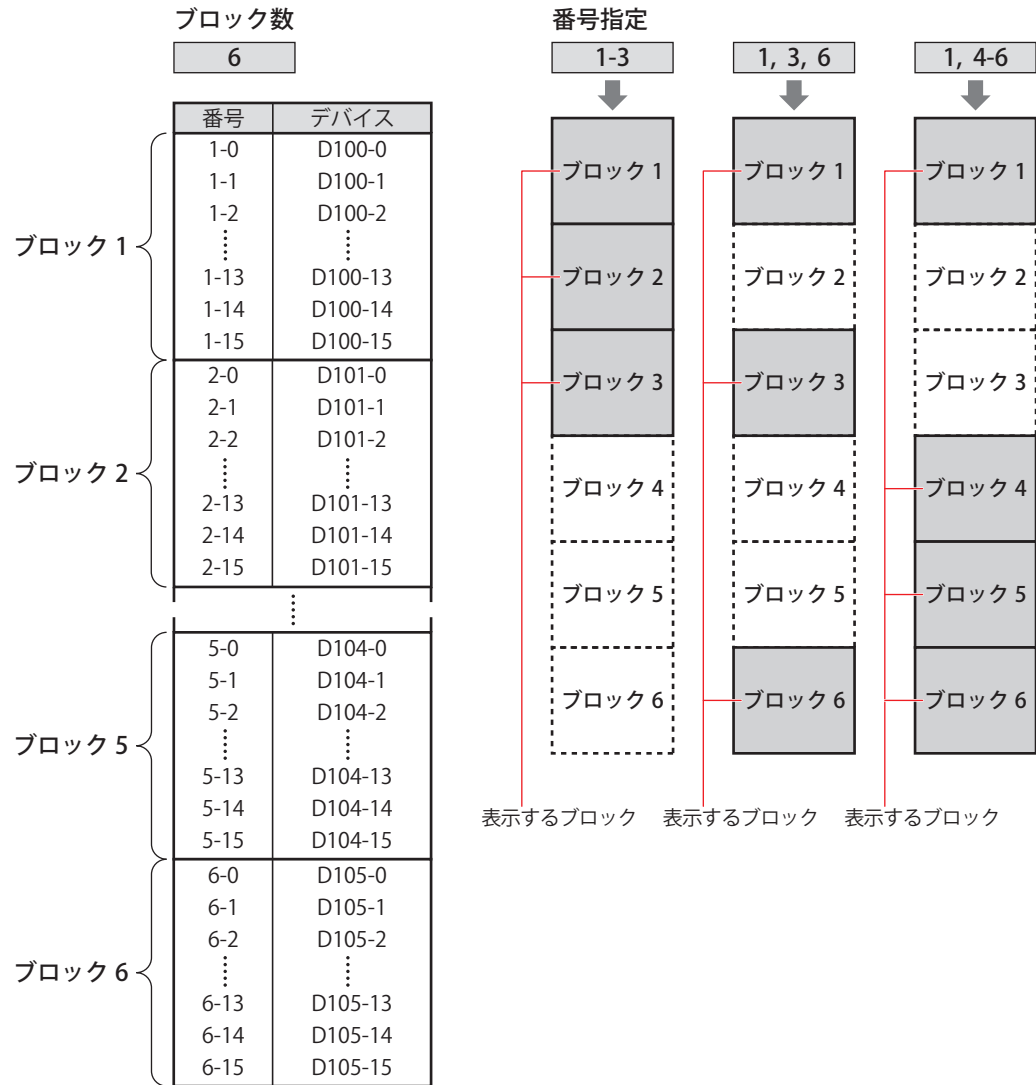 ブロック数
6
番号 デバイス
ブロック 1
1-0 D100-0
1-1 D100-1
1-2 D100-2
1-13 D100-13
1-14 D100-14
1-15 D100-15
ブロック 2
2-0 D101-0
2-1 D101-1
2-2 D101-2
2-13 D101-13
2-14 D101-14
2-15 D101-15
ブロック 5
5-0 D104-0
5-1 D104-1
5-2 D104-2
5-13 D104-13
5-14 D104-14
5-15 D104-15
ブロック 6
6-0 D105-0
6-1 D105-1
6-2 D105-2
6-13 D105-13
6-14 D105-14
6-15 D105-15
番号指定
1-3
ブロック 1
ブロック 2
ブロック 3
ブロック 4
ブロック 5
ブロック 6
表示するブロック
1, 3, 6
ブロック 1
ブロック 2
ブロック 3
ブロック 4
ブロック 5
ブロック 6
表示するブロック
1, 4-6
ブロック 1
ブロック 2
ブロック 3
ブロック 4
ブロック 5
ブロック 6
表示するブロック